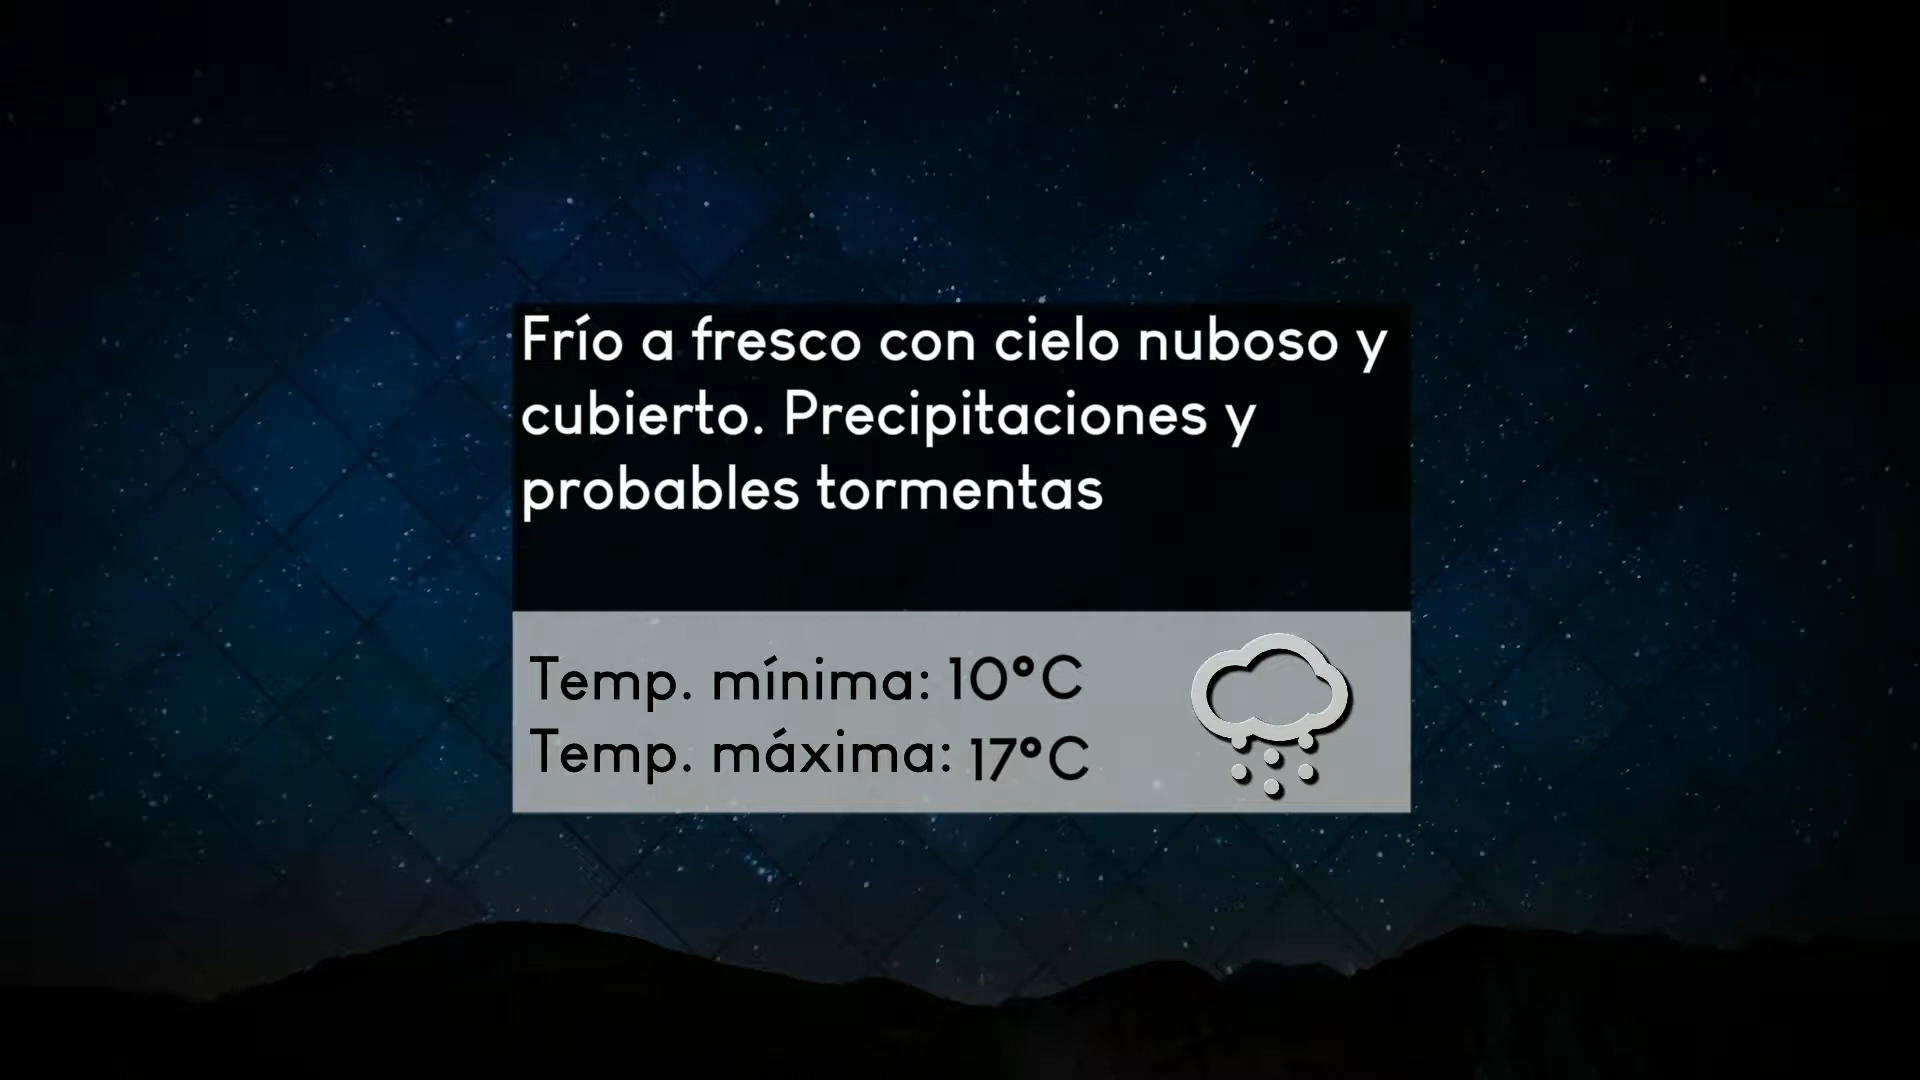 Frío a fresco con cielo nuboso y
cubierto. Precipitaciones y
probables tormentas
Temp. mínima: 10°C
Temp. máxima: 17°C